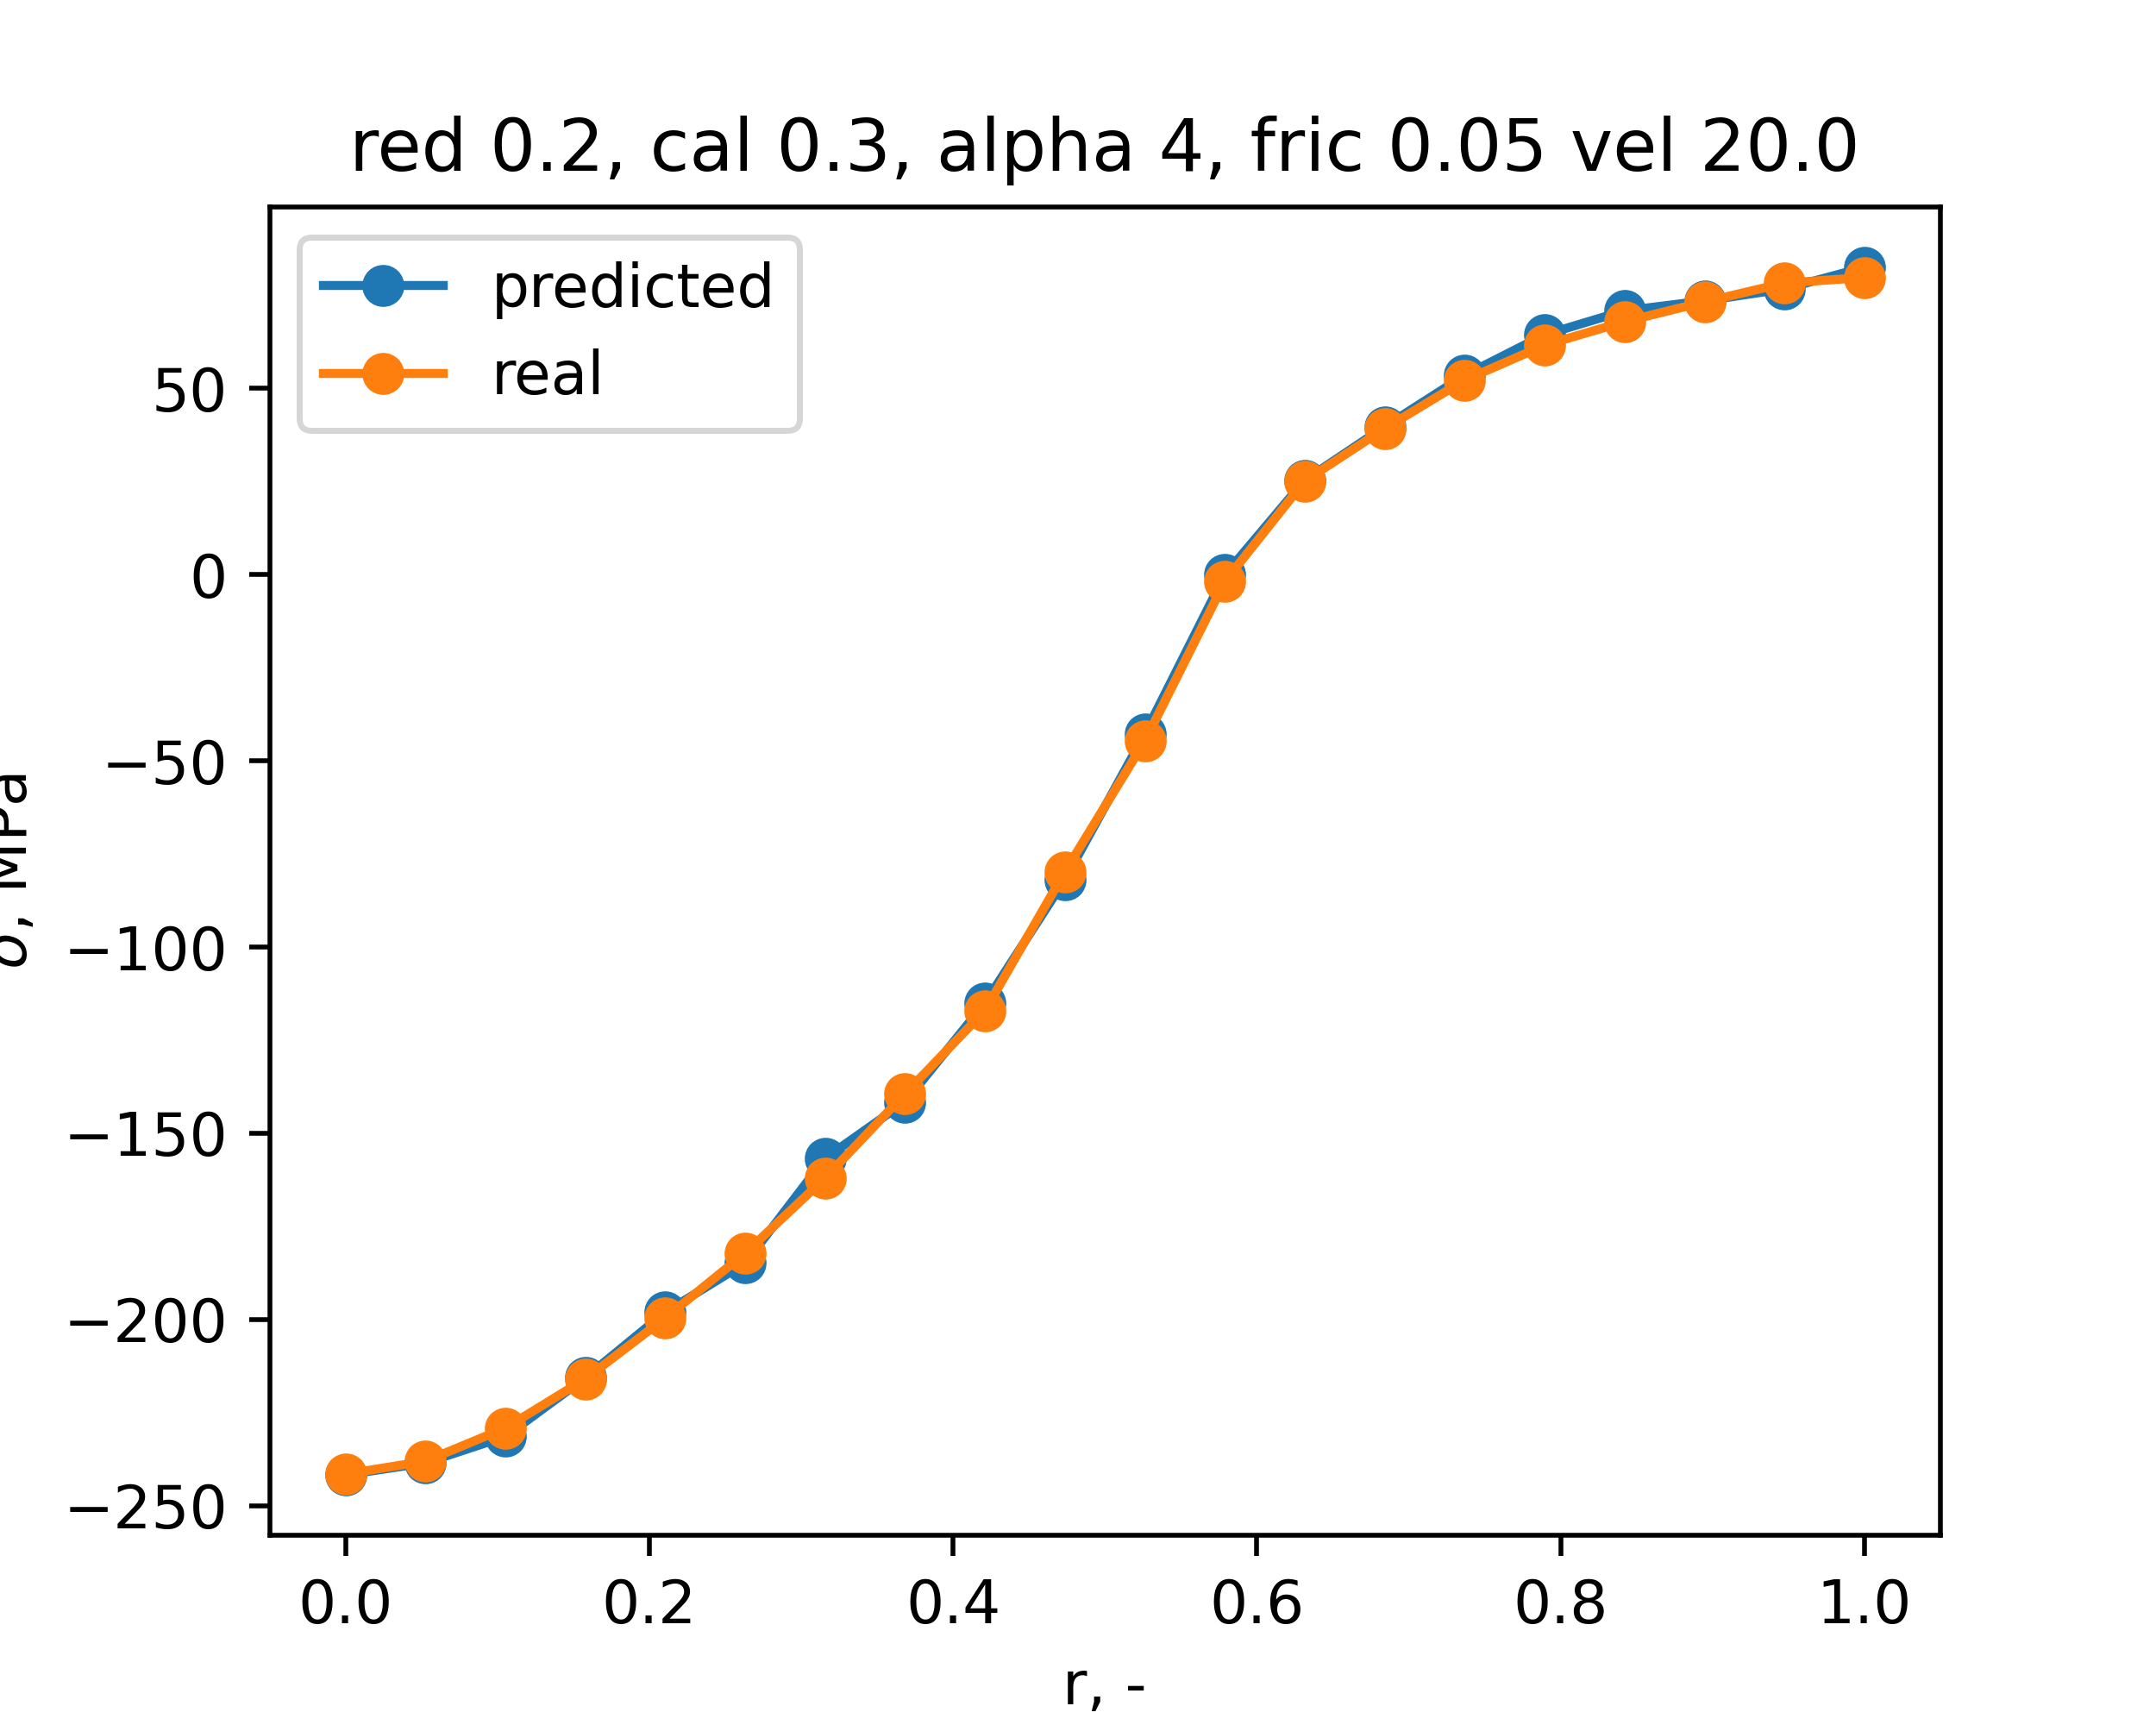 red 0.2, cal 0.3, alpha 4, fric 0.05 vel 20.0
predicted
real
50
0
−50
−100
−150
−200
−250
σ, MPa
0.0 0.2 0.4 0.6 0.8 1.0
r, -